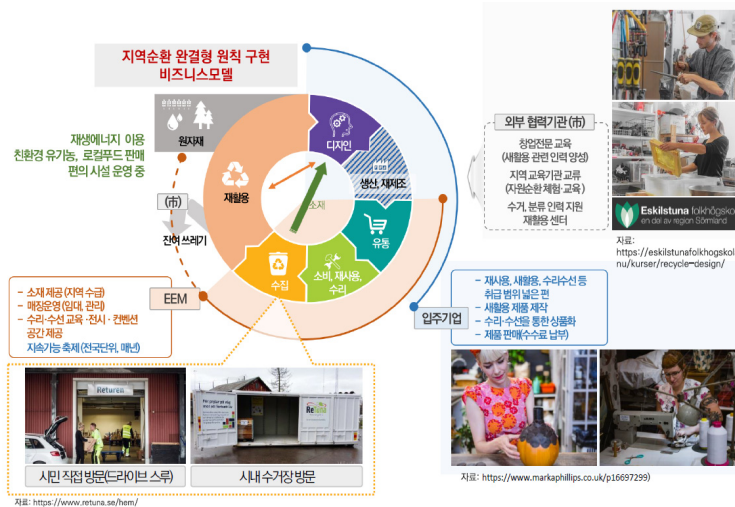 지역순환 완결형 원칙 구현
비즈니스모델
원자재
재생에너지 이용
친환경 유기농, 로컬푸드 판매
편의 시설 운영 중
(市)
잔여 쓰레기
재활용
디자인
생산, 재제조
유통
소비, 재사용,
수리
수집
소재
EEM
- 소재 제공 (지역 수급)
- 매장운영 (임대, 관리)
- 수리·수선 교육 ·전시 · 컨벤션
공간 제공
지속가능 축제 (전국단위, 매년)
입주기업
- 재사용, 새활용, 수리수선 등
취급 범위 넓은 편
- 새활용 제품 제작
- 수리·수선을 통한 상품화
- 제품 판매(수수료 납부)
외부 협력기관 (市)
창업전문 교육
(새활용 관련 인력 양성)
지역 교육기관 교류
(자원순환 체험·교육)
수거, 분류 인력 지원
재활용 센터
Eskilstuna folkhögskol
en del av region Sörmland
자료:
https://eskilstunafolkhogskol
nu/kurser/recycle-design/
Retuna
ReTuna
시민 직접 방문(드라이브 스루)
시내 수거장 방문
자료: https://www.retuna.se/hem/
자료: https://www.markaphillips.co.uk/p16697299)